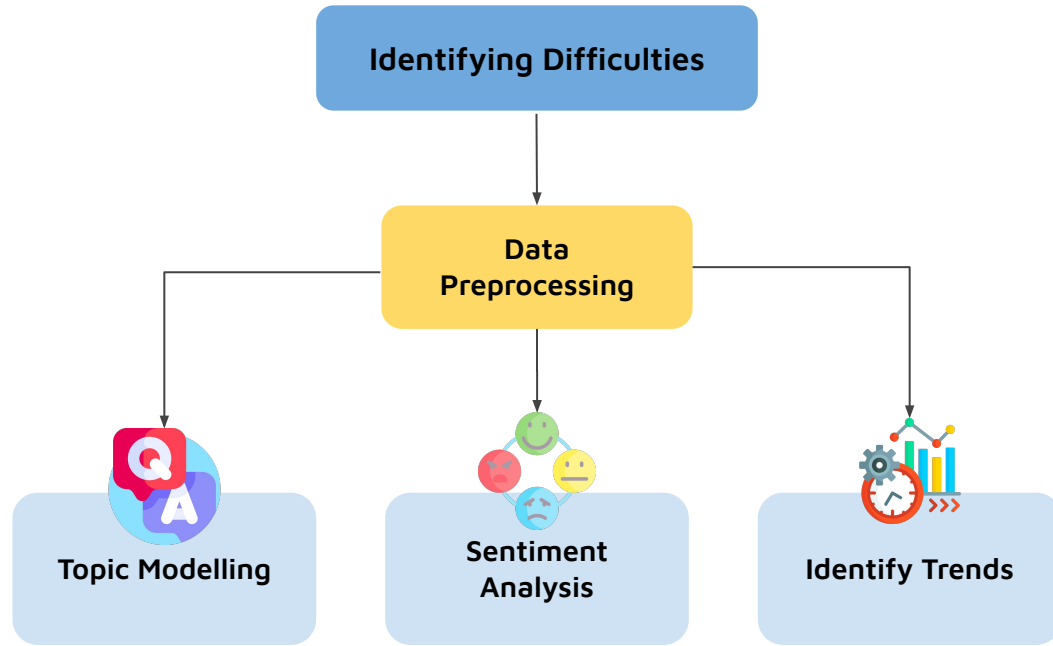 Identifying Difficulties
Data
Preprocessing
Q
A
Topic Modelling
Sentiment
Analysis
Identify Trends